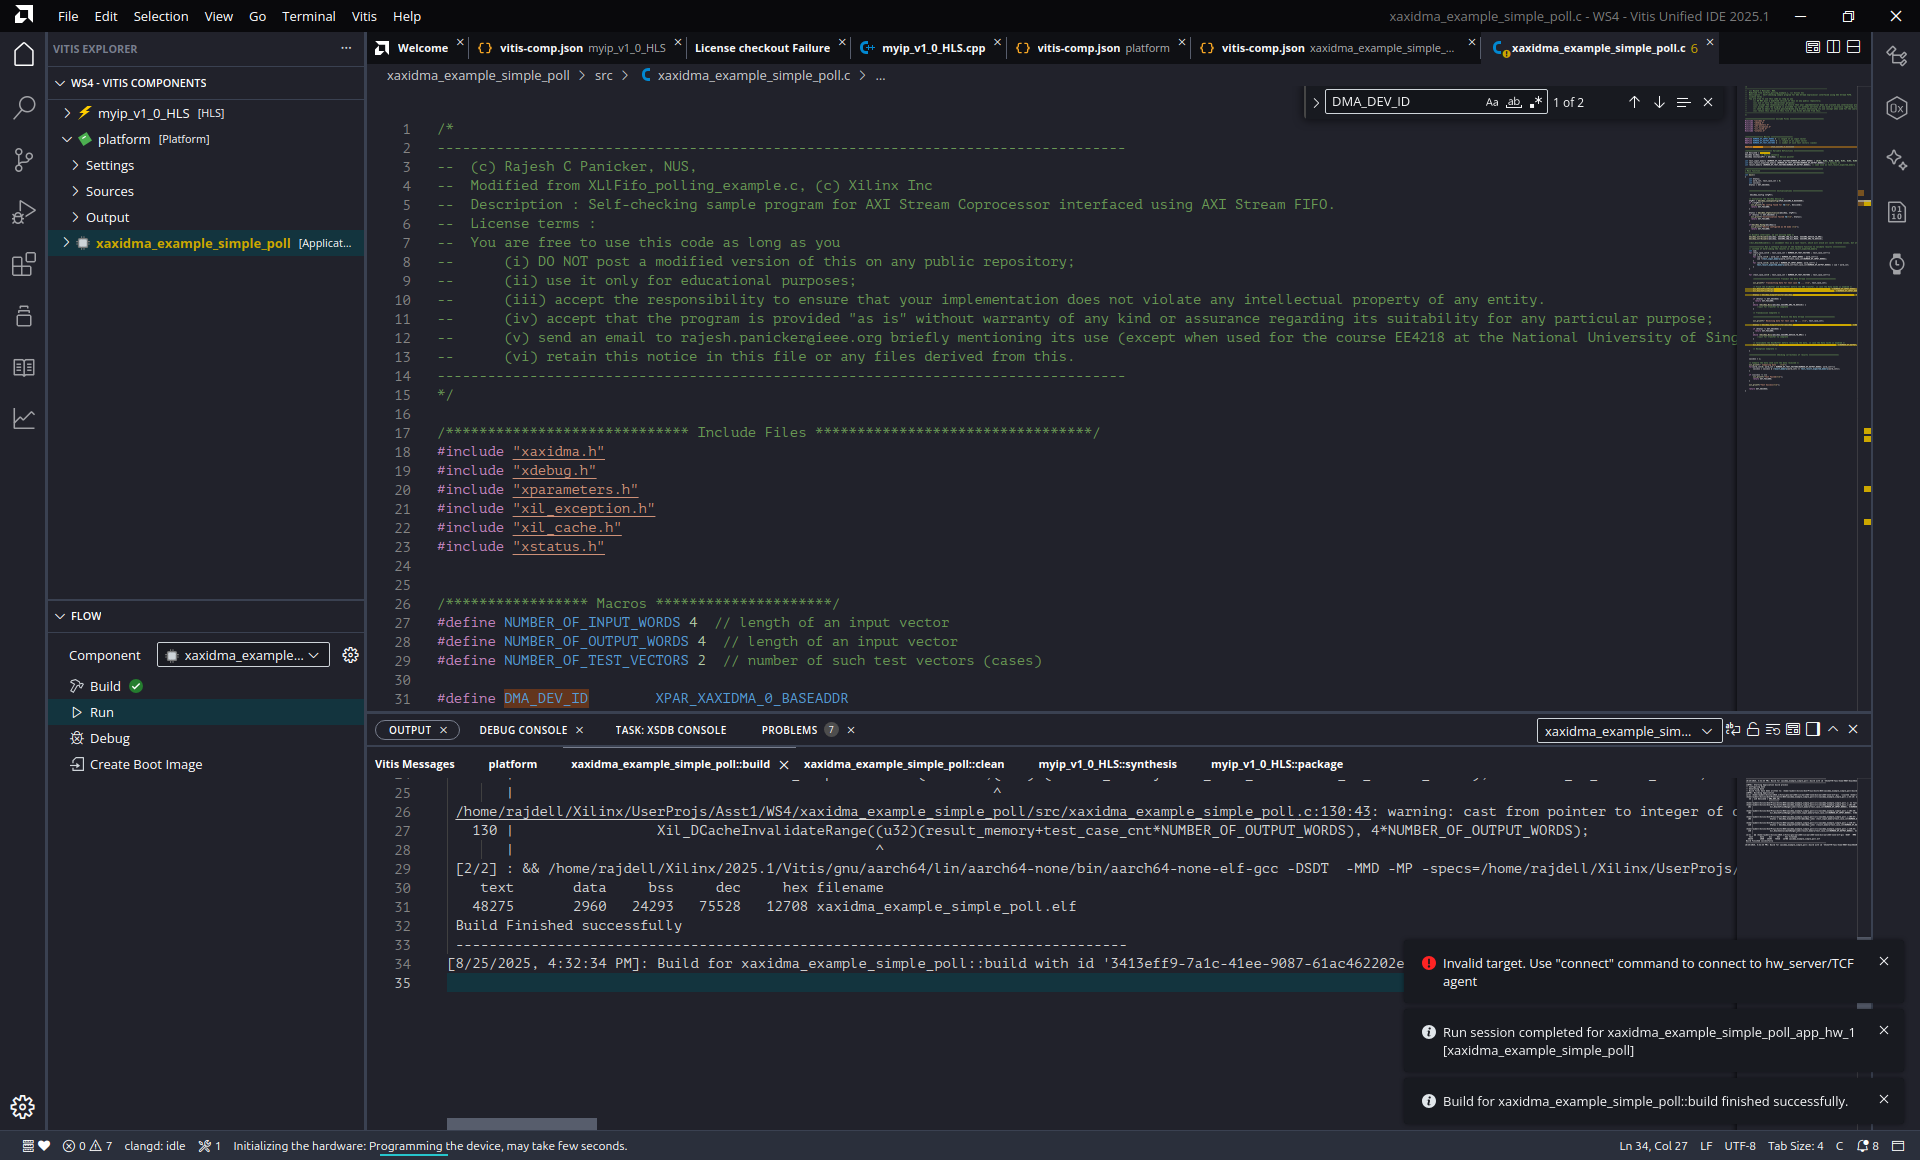 File Edit Selection View Go Terminal Vitis Help
xaxidma_example_simple_poll.c - WS4 - Vitis Unified IDE 2025.1
VITIS EXPLORER
WS4 - VITIS COMPONENTS
myip_v1_0_HLS [HLS]
platform [Platform]
Settings
Sources
Output
xaxidma_example_simple_poll [Applicat...
FLOW
Component xaxidma_example...
Build
Run
Debug
Create Boot Image
Welcome vitis-comp.json myip_v1_0_HLS License checkout Failure myip_v1_0_HLS.cpp vitis-comp.json platform vitis-comp.json xaxidma_example_simple_... xaxidma_example_simple_poll.c 6
xaxidma_example_simple_poll > src > C xaxidma_example_simple_poll.c > ...
DMA_DEV_ID Aa ab 1 of 2
1 /*
2 ----------------------------------------------------------------------------------
3 -- (c) Rajesh C Panicker, NUS,
4 -- Modified from XLlFifo_polling_example.c, (c) Xilinx Inc
5 -- Description : Self-checking sample program for AXI Stream Coprocessor interfaced using AXI Stream FIFO.
6 -- License terms :
7 -- You are free to use this code as long as you
8 -- (i) DO NOT post a modified version of this on any public repository;
9 -- (ii) use it only for educational purposes;
10 -- (iii) accept the responsibility to ensure that your implementation does not violate any intellectual property of any entity.
11 -- (iv) accept that the program is provided "as is" without warranty of any kind or assurance regarding its suitability for any particular purpose;
12 -- (v) send an email to rajesh.panicker@ieee.org briefly mentioning its use (except when used for the course EE4218 at the National University of Sing
13 -- (vi) retain this notice in this file or any files derived from this.
14 ----------------------------------------------------------------------------------
15 */
16
17 /***************************** Include Files *********************************/
18 #include "xaxidma.h"
19 #include "xdebug.h"
20 #include "xparameters.h"
21 #include "xil_exception.h"
22 #include "xil_cache.h"
23 #include "xstatus.h"
24
25
26 /***************** Macros *********************/
27 #define NUMBER_OF_INPUT_WORDS 4 // length of an input vector
28 #define NUMBER_OF_OUTPUT_WORDS 4 // length of an input vector
29 #define NUMBER_OF_TEST_VECTORS 2 // number of such test vectors (cases)
30
31 #define DMA_DEV_ID XPAR_XAXIDMA_0_BASEADDR
OUTPUT DEBUG CONSOLE TASK: XSDB CONSOLE PROBLEMS 7 xaxidma_example_sim...
Vitis Messages platform xaxidma_example_simple_poll::build xaxidma_example_simple_poll::clean myip_v1_0_HLS::synthesis myip_v1_0_HLS::package
25 | ^
26 /home/rajdell/Xilinx/UserProjs/Asst1/WS4/xaxidma_example_simple_poll/src/xaxidma_example_simple_poll.c:130:43: warning: cast from pointer to integer of
27 130 | Xil_DCacheInvalidateRange((u32)(result_memory+test_case_cnt*NUMBER_OF_OUTPUT_WORDS), 4*NUMBER_OF_OUTPUT_WORDS);
28 | ^
29 [2/2] : && /home/rajdell/Xilinx/2025.1/Vitis/gnu/aarch64/lin/aarch64-none/bin/aarch64-none-elf-gcc -DSDT -MMD -MP -specs=/home/rajdell/Xilinx/UserProjs/
30 text data bss dec hex filename
31 48275 2960 24293 75528 12708 xaxidma_example_simple_poll.elf
32 Build Finished successfully
33 --------------------------------------------------------------------------------
34 [8/25/2025, 4:32:34 PM]: Build for xaxidma_example_simple_poll::build with id '3413eff9-7a1c-41ee-9087-61ac462202e
35
Invalid target. Use "connect" command to connect to hw_server/TCF
agent
Run session completed for xaxidma_example_simple_poll_app_hw_1
[xaxidma_example_simple_poll]
Build for xaxidma_example_simple_poll::build finished successfully.
0 7 clangd: idle 1 Initializing the hardware: Programming the device, may take few seconds. Ln 34, Col 27 LF UTF-8 Tab Size: 4 C 8